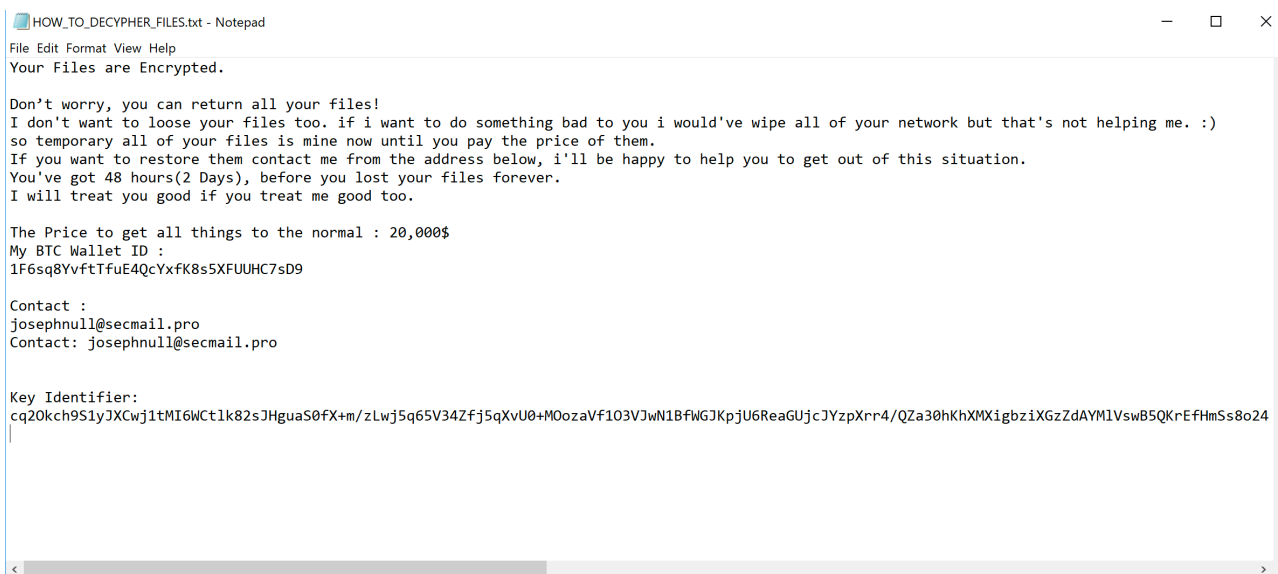 HOW_TO_DECYPHER_FILES.txt - Notepad
File Edit Format View Help
Your Files are Encrypted.
Don’t worry, you can return all your files!
I don't want to loose your files too. if i want to do something bad to you i would've wipe all of your network but that's not helping me. :)
so temporary all of your files is mine now until you pay the price of them.
If you want to restore them contact me from the address below, i'll be happy to help you to get out of this situation.
You've got 48 hours(2 Days), before you lost your files forever.
I will treat you good if you treat me good too.
The Price to get all things to the normal : 20,000$
My BTC Wallet ID :
1F6sq8YvftTfuE4QcYxfK8s5XFUUHC7sD9
Contact :
josephnull@secmail.pro
Contact: josephnull@secmail.pro
Key Identifier:
cq2Okch9S1yJXCwj1tMI6WCtlk82sJHguaS0fX+m/zLwj5q65V34Zfj5qXvU0+MOozaVf1O3VJwN1BfWGJKpjU6ReaGUjcJYzpXrr4/QZa30hKhXMXigbziXGzZdAYMlVswB5QKrEfHmSs8o24